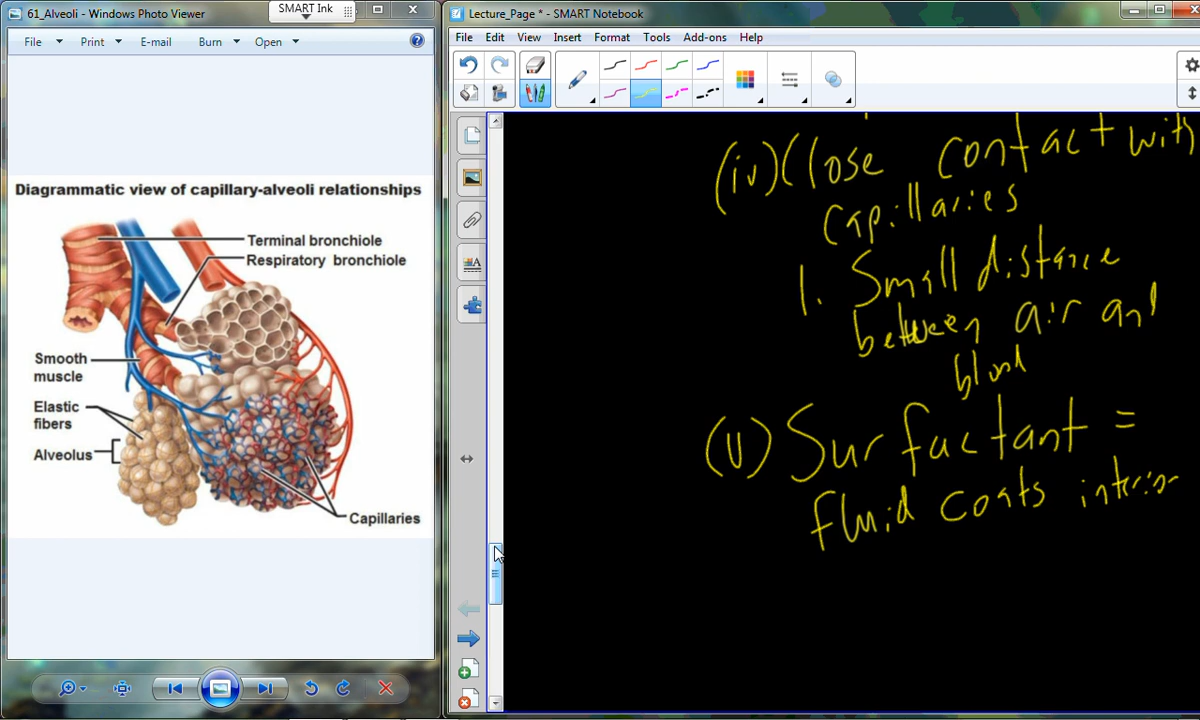 61_Alveoli - Windows Photo Viewer
SMART Ink
File Print E-mail Burn Open
Diagrammatic view of capillary-alveoli relationships
Terminal bronchiole
Respiratory bronchiole
Smooth
muscle
Elastic
fibers
Alveolus
Capillaries
Lecture_Page * - SMART Notebook
File Edit View Insert Format Tools Add-ons Help
(iv) Close contact with
capillaries
1. Small distance
between air and
blood
(v) Surfactant =
fluid coats interior